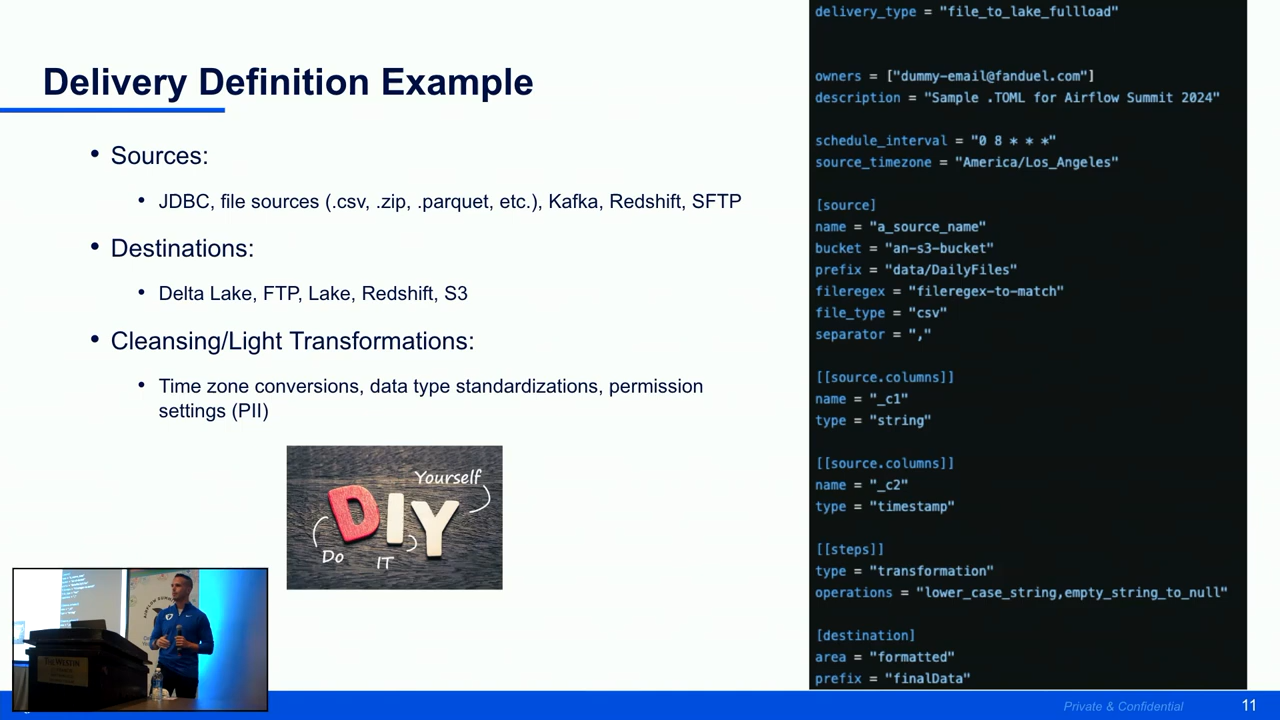 Delivery Definition Example
• Sources:
• JDBC, file sources (.csv, .zip, .parquet, etc.), Kafka, Redshift, SFTP
• Destinations:
• Delta Lake, FTP, Lake, Redshift, S3
• Cleansing/Light Transformations:
• Time zone conversions, data type standardizations, permission
settings (PII)
Yourself
DIY
Do
IT
THE WESTIN
delivery_type = "file_to_lake_fullload"
owners = ["dummy-email@fanduel.com"]
description = "Sample .TOML for Airflow Summit 2024"
schedule_interval = "0 8 * * *"
source_timezone = "America/Los_Angeles"
[source]
name = "a_source_name"
bucket = "an-s3-bucket"
prefix = "data/DailyFiles"
fileregex = "fileregex-to-match"
file_type = "csv"
separator = ","
[[source.columns]]
name = "_c1"
type = "string"
[[source.columns]]
name = "_c2"
type = "timestamp"
[[steps]]
type = "transformation"
operations = "lower_case_string,empty_string_to_null"
[destination]
area = "formatted"
prefix = "finalData"
Private & Confidential
11